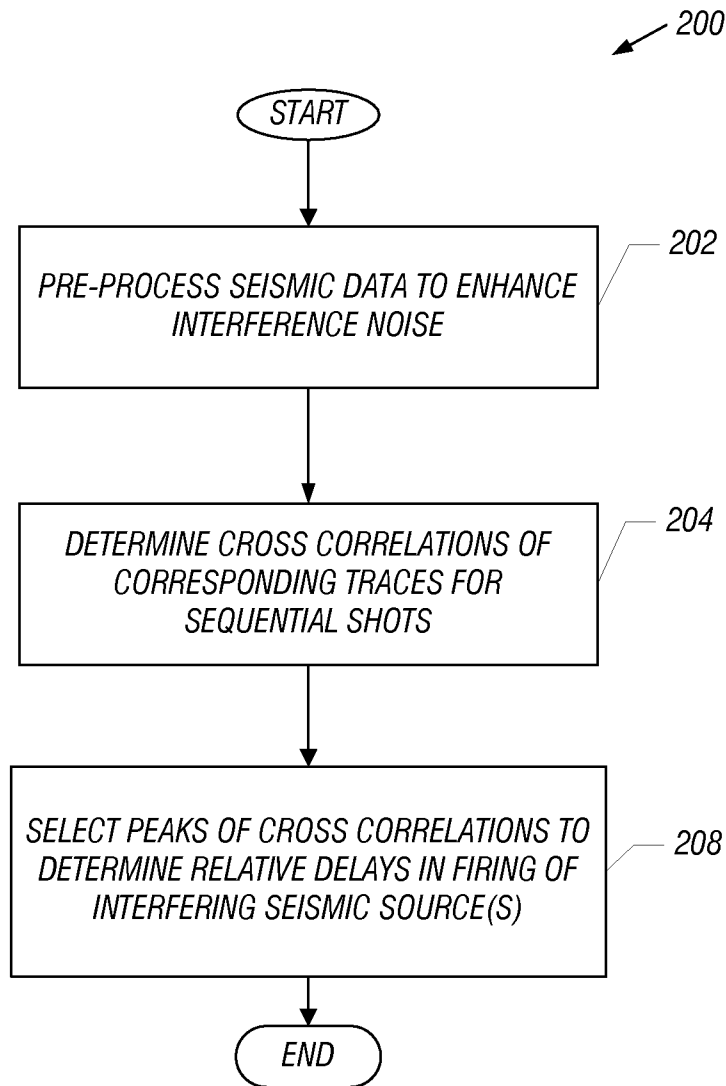 200
START
PRE-PROCESS SEISMIC DATA TO ENHANCE
INTERFERENCE NOISE
202
DETERMINE CROSS CORRELATIONS OF
CORRESPONDING TRACES FOR
SEQUENTIAL SHOTS
204
SELECT PEAKS OF CROSS CORRELATIONS TO
DETERMINE RELATIVE DELAYS IN FIRING OF
INTERFERING SEISMIC SOURCE(S)
208
END